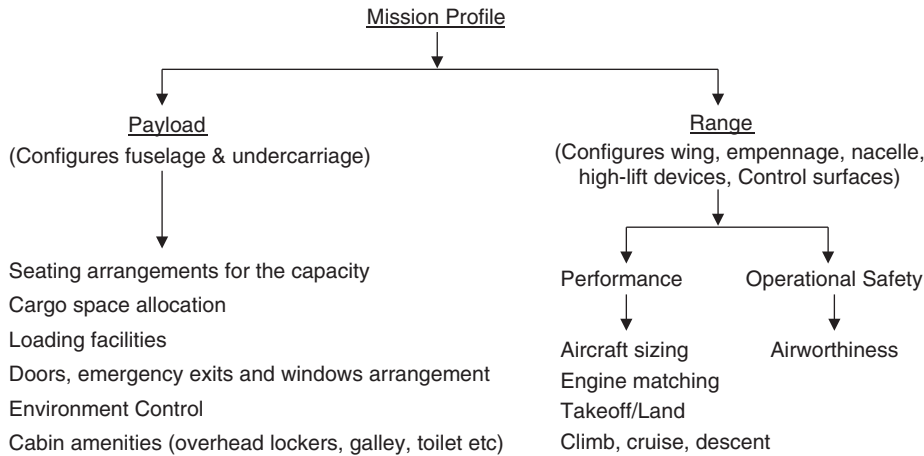 Mission Profile
Payload
(Configures fuselage & undercarriage)
Seating arrangements for the capacity
Cargo space allocation
Loading facilities
Doors, emergency exits and windows arrangement
Environment Control
Cabin amenities (overhead lockers, galley, toilet etc)
Range
(Configures wing, empennage, nacelle,
high-lift devices, Control surfaces)
Performance
Aircraft sizing
Engine matching
Takeoff/Land
Climb, cruise, descent
Operational Safety
Airworthiness